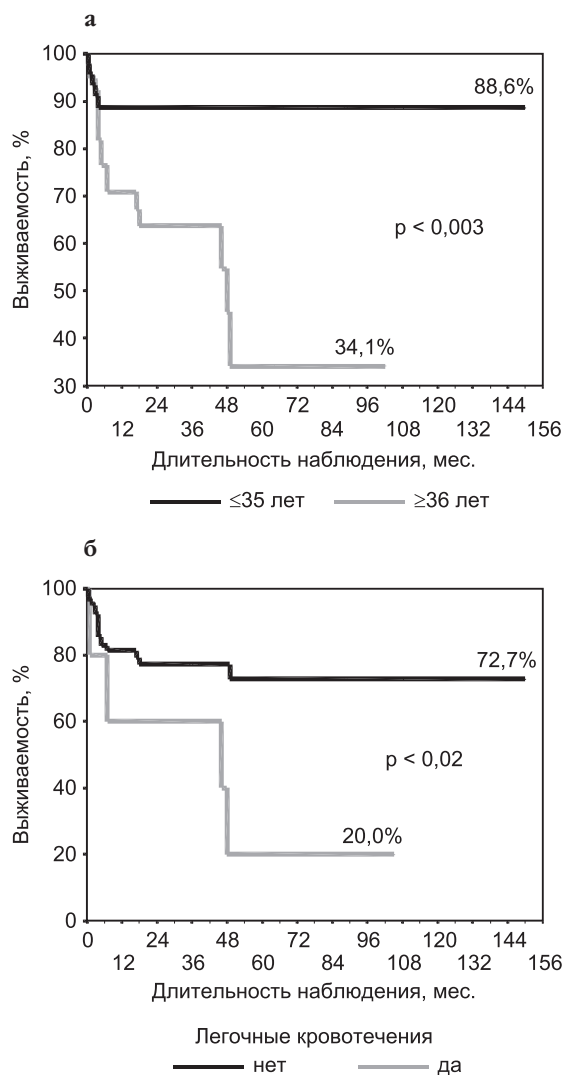 а
100
90
80
70
60
50
40
30
Выживаемость, %
88,6%
p < 0,003
34,1%
0 24 48 72 96 120 144
12 36 60 84 108 132 156
Длительность наблюдения, мес.
≤35 лет ≥36 лет
б
100
80
60
40
20
0
Выживаемость, %
72,7%
p < 0,02
20,0%
0 24 48 72 96 120 144
12 36 60 84 108 132 156
Длительность наблюдения, мес.
Легочные кровотечения
нет да